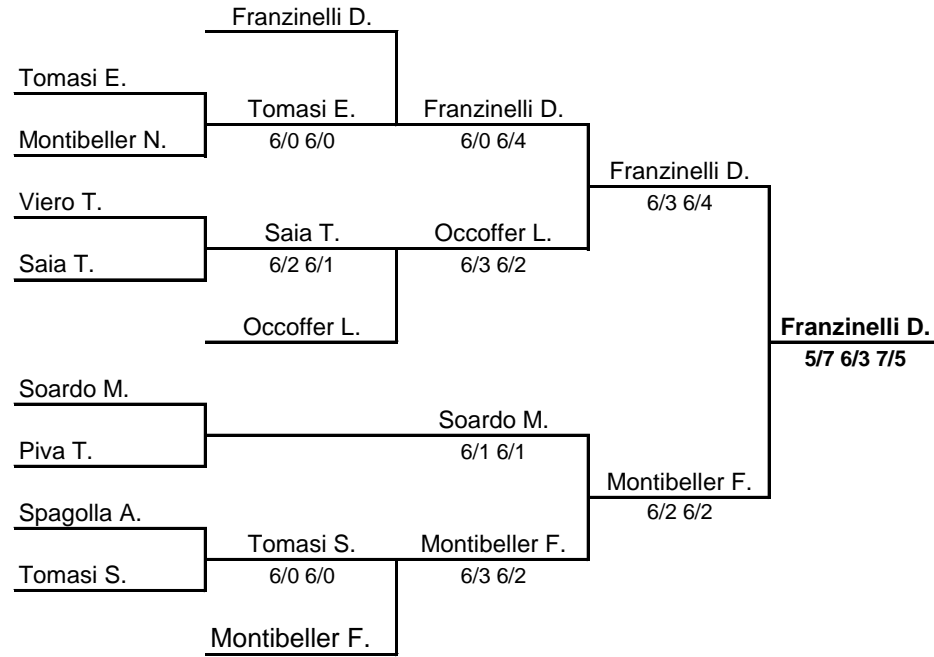 Franzinelli D.
Tomasi E.
Tomasi E. Franzinelli D.
Montibeller N. 6/0 6/0 6/0 6/4
Franzinelli D.
Viero T. 6/3 6/4
Saia T. Occoffer L.
Saia T. 6/2 6/1 6/3 6/2
Occoffer L. Franzinelli D.
5/7 6/3 7/5
Soardo M.
Soardo M.
Piva T. 6/1 6/1
Montibeller F.
Spagolla A. 6/2 6/2
Tomasi S. Montibeller F.
Tomasi S. 6/0 6/0 6/3 6/2
Montibeller F.